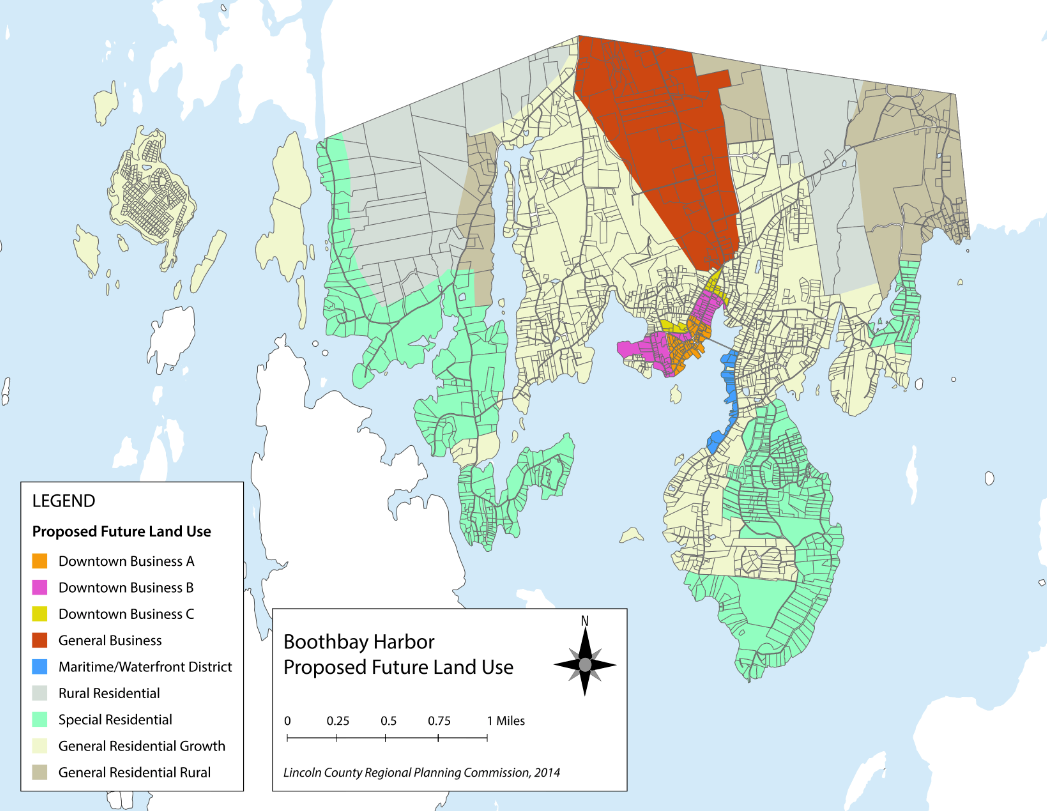 LEGEND
Proposed Future Land Use
Downtown Business A
Downtown Business B
Downtown Business C
General Business
Maritime/Waterfront District
Rural Residential
Special Residential
General Residential Growth
General Residential Rural
Boothbay Harbor
Proposed Future Land Use
N
0 0.25 0.5 0.75 1 Miles
Lincoln County Regional Planning Commission, 2014